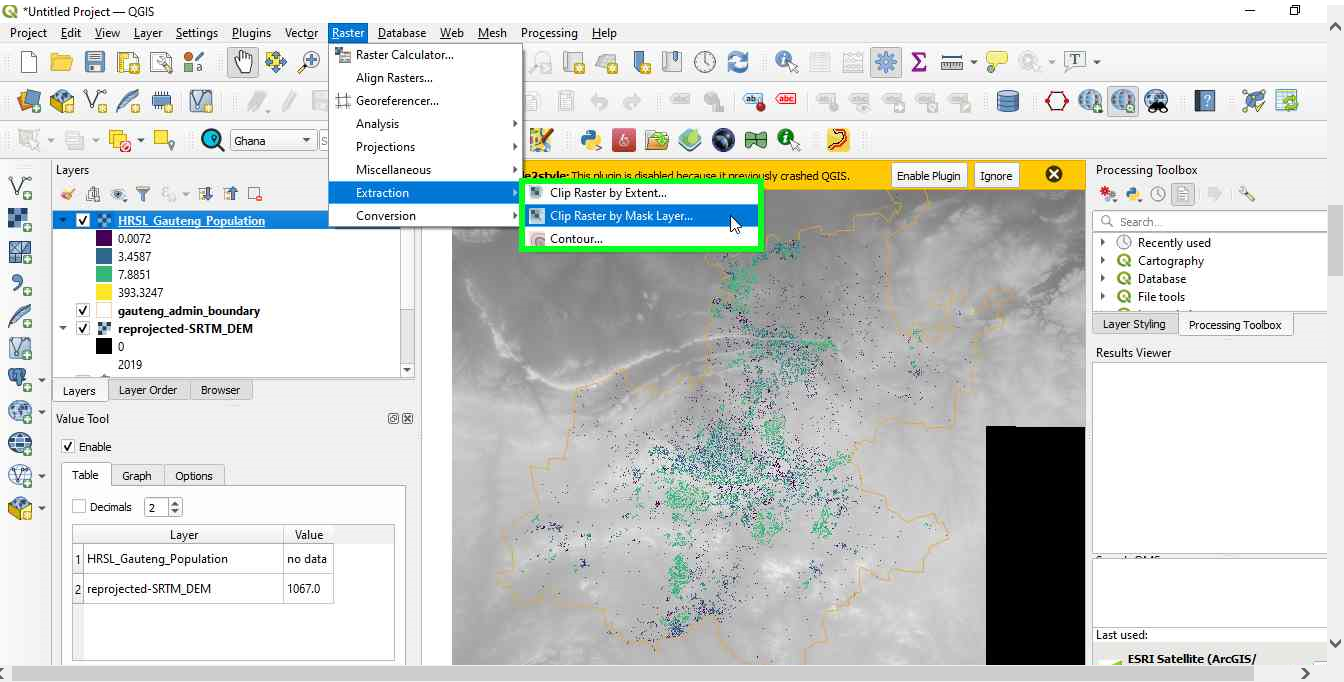 *Untitled Project — QGIS
Project Edit View Layer Settings Plugins Vector Raster Database Web Mesh Processing Help
Raster Calculator...
Align Rasters...
Georeferencer...
Analysis
Projections
Miscellaneous
Extraction
Conversion
Clip Raster by Extent...
Clip Raster by Mask Layer...
Contour...
Ghana
This plugin is disabled because it previously crashed QGIS.
Enable Plugin
Ignore
Layers
HRSL_Gauteng_Population
0.0072
3.4587
7.8851
393.3247
gauteng_admin_boundary
reprojected-SRTM_DEM
0
2019
Layers Layer Order Browser
Value Tool
Enable
Table Graph Options
Decimals 2
Layer Value
1 HRSL_Gauteng_Population no data
2 reprojected-SRTM_DEM 1067.0
Processing Toolbox
Search...
Recently used
Cartography
Database
File tools
Layer Styling Processing Toolbox
Results Viewer
Last used:
ESRI Satellite (ArcGIS/